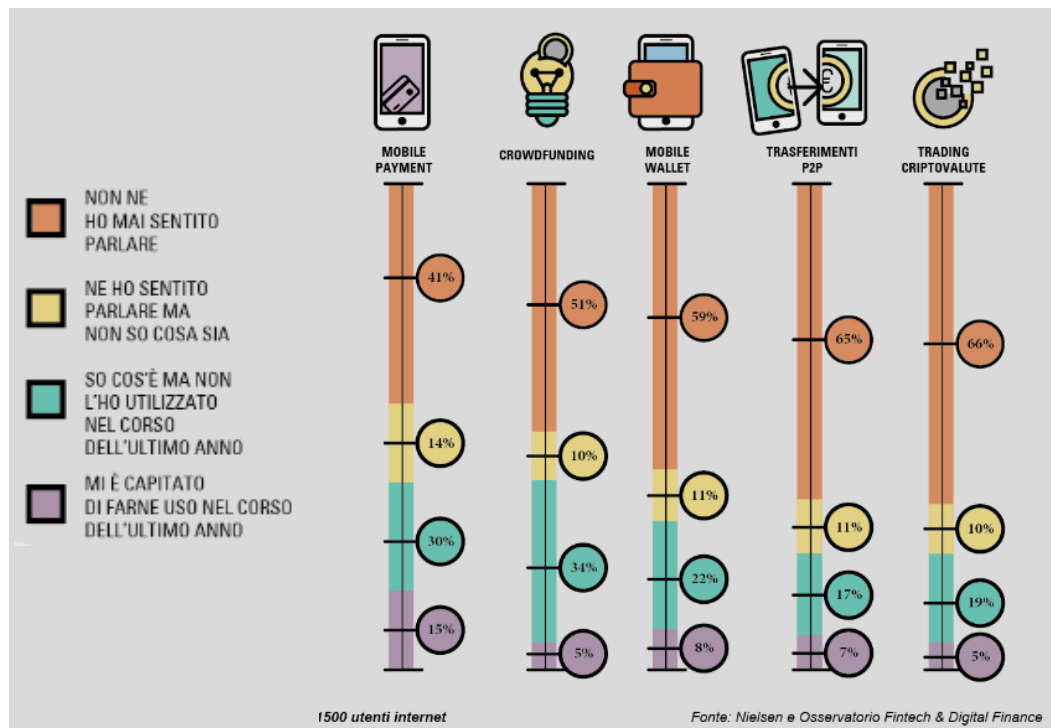 MOBILE
PAYMENT
CROWDFUNDING
MOBILE
WALLET
TRASFERIMENTI
P2P
TRADING
CRIPTOVALUTE
NON NE
HO MAI SENTITO
PARLARE
NE HO SENTITO
PARLARE MA
NON SO COSA SIA
SO COS'È MA NON
L'HO UTILIZZATO
NEL CORSO
DELL'ULTIMO ANNO
MI È CAPITATO
DI FARNE USO NEL CORSO
DELL'ULTIMO ANNO
41%
51%
59%
65%
66%
14%
10%
11%
11%
10%
30%
34%
22%
17%
19%
15%
5%
8%
7%
5%
1500 utenti internet
Fonte: Nielsen e Osservatorio Fintech & Digital Finance